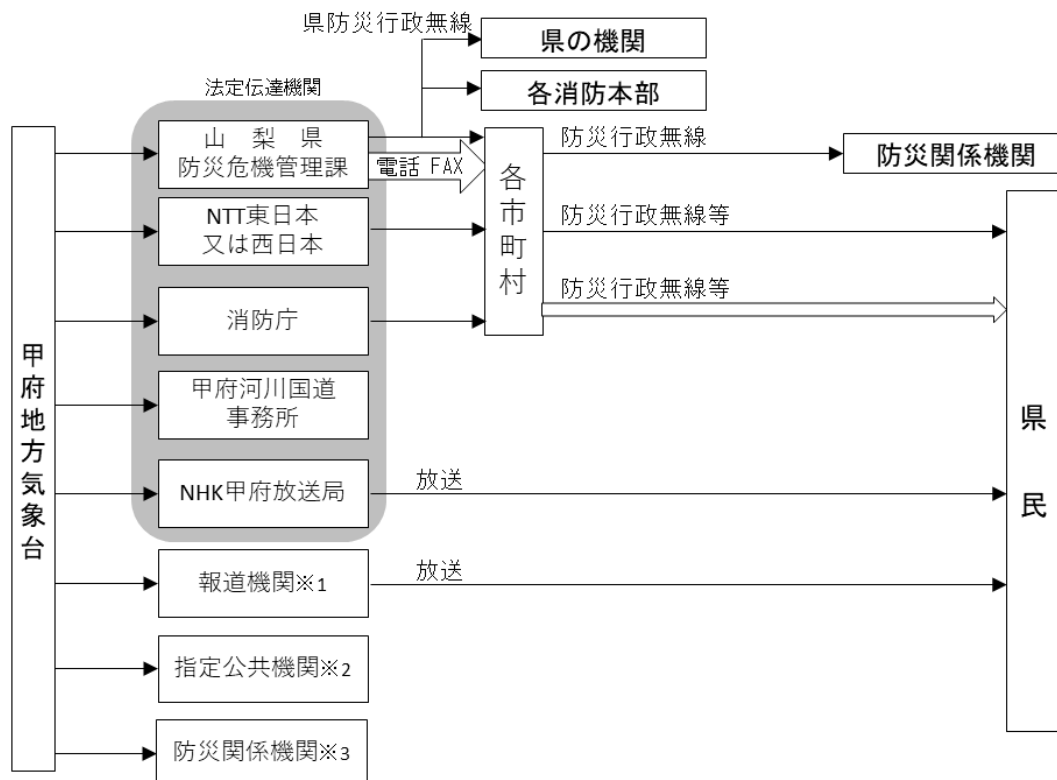 県防災行政無線
県の機関
法定伝達機関
各消防本部
山 梨 県
防災危機管理課
電話 FAX
各市町村
防災行政無線
防災関係機関
NTT東日本
又は西日本
防災行政無線等
防災行政無線等
消防庁
甲府地方気象台
甲府河川国道
事務所
県民
NHK甲府放送局
放送
報道機関※1
放送
指定公共機関※2
防災関係機関※3